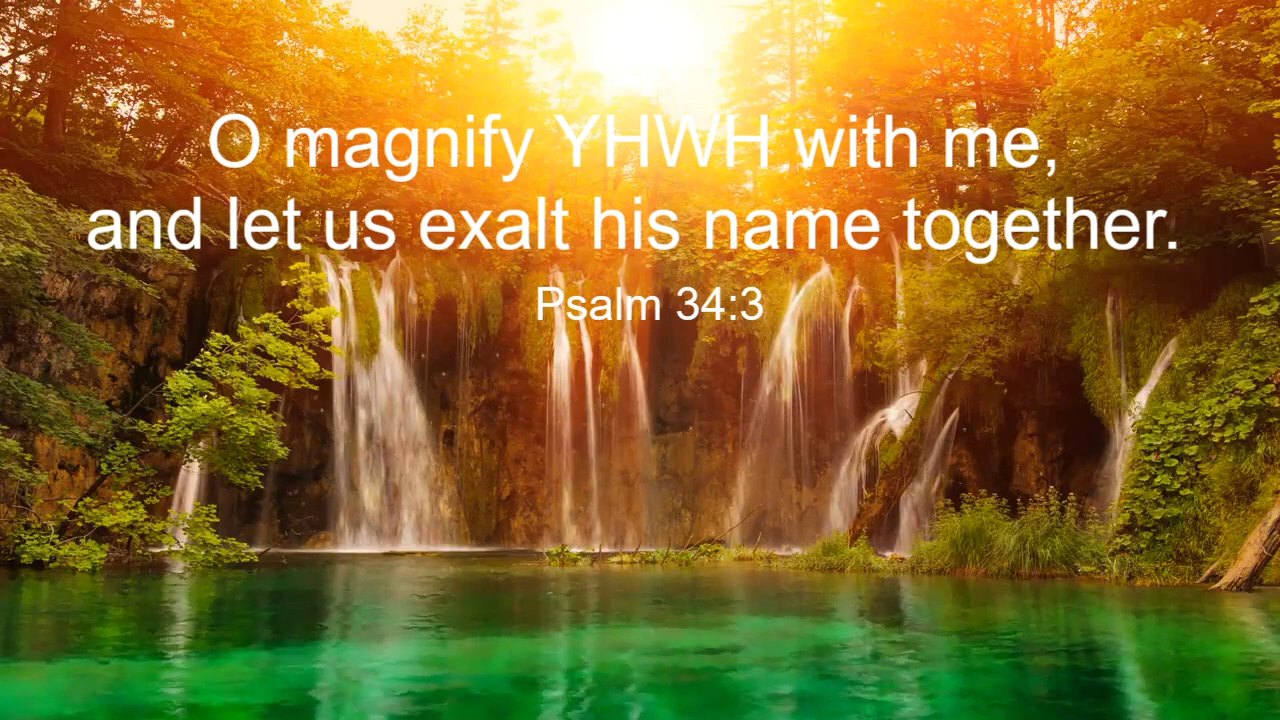 O magnify YHWH with me,
and let us exalt his name together.
Psalm 34:3